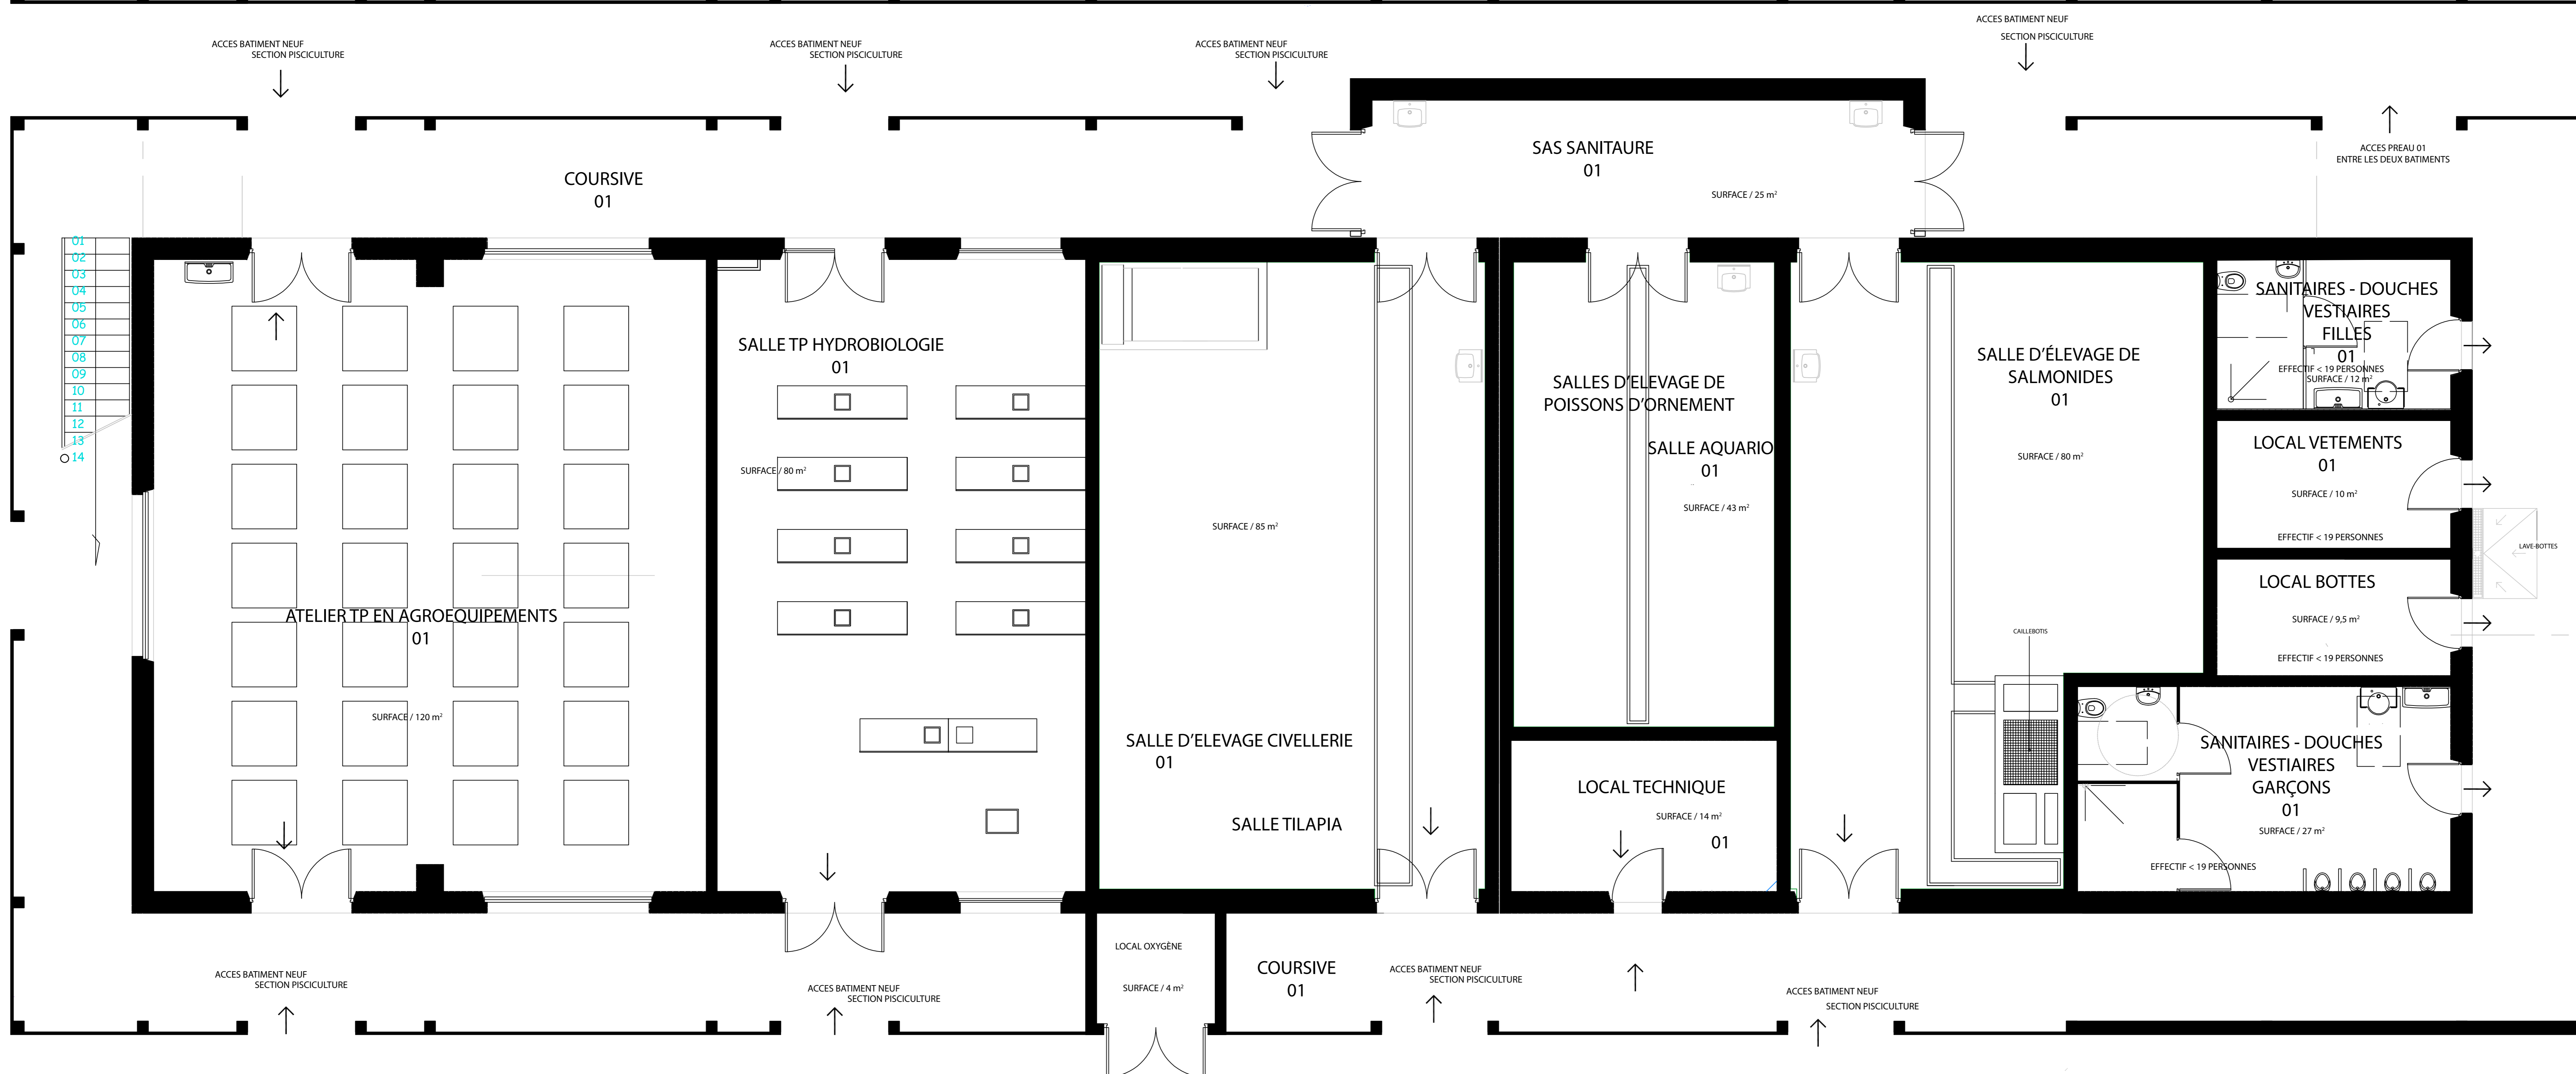 ACCES BATIMENT NEUF
SECTION PISCICULTURE
ACCES BATIMENT NEUF
SECTION PISCICULTURE
ACCES BATIMENT NEUF
SECTION PISCICULTURE
ACCES BATIMENT NEUF
SECTION PISCICULTURE
ACCES PREAU 01
ENTRE LES DEUX BATIMENTS
COURSIVE
01
SAS SANITAURE
01
SURFACE / 25 m²
01
02
03
04
05
06
07
08
09
10
11
12
13
14
ATELIER TP EN AGROEQUIPEMENTS
01
SURFACE / 120 m²
SALLE TP HYDROBIOLOGIE
01
SURFACE / 80 m²
SURFACE / 85 m²
SALLE D'ELEVAGE CIVELLERIE
01
SALLE TILAPIA
SALLES D'ELEVAGE DE
POISSONS D'ORNEMENT
SALLE AQUARIO
01
SURFACE / 43 m²
LOCAL TECHNIQUE
SURFACE / 14 m²
01
SALLE D'ÉLEVAGE DE
SALMONIDES
01
SURFACE / 80 m²
CAILLEBOTIS
SANITAIRES - DOUCHES
VESTIAIRES
FILLES
01
EFFECTIF < 19 PERSONNES
SURFACE / 12 m²
LOCAL VETEMENTS
01
SURFACE / 10 m²
EFFECTIF < 19 PERSONNES
LAVE-BOTTES
LOCAL BOTTES
SURFACE / 9,5 m²
EFFECTIF < 19 PERSONNES
SANITAIRES - DOUCHES
VESTIAIRES
GARÇONS
01
SURFACE / 27 m²
EFFECTIF < 19 PERSONNES
LOCAL OXYGÈNE
SURFACE / 4 m²
COURSIVE
01
ACCES BATIMENT NEUF
SECTION PISCICULTURE
ACCES BATIMENT NEUF
SECTION PISCICULTURE
ACCES BATIMENT NEUF
SECTION PISCICULTURE
ACCES BATIMENT NEUF
SECTION PISCICULTURE